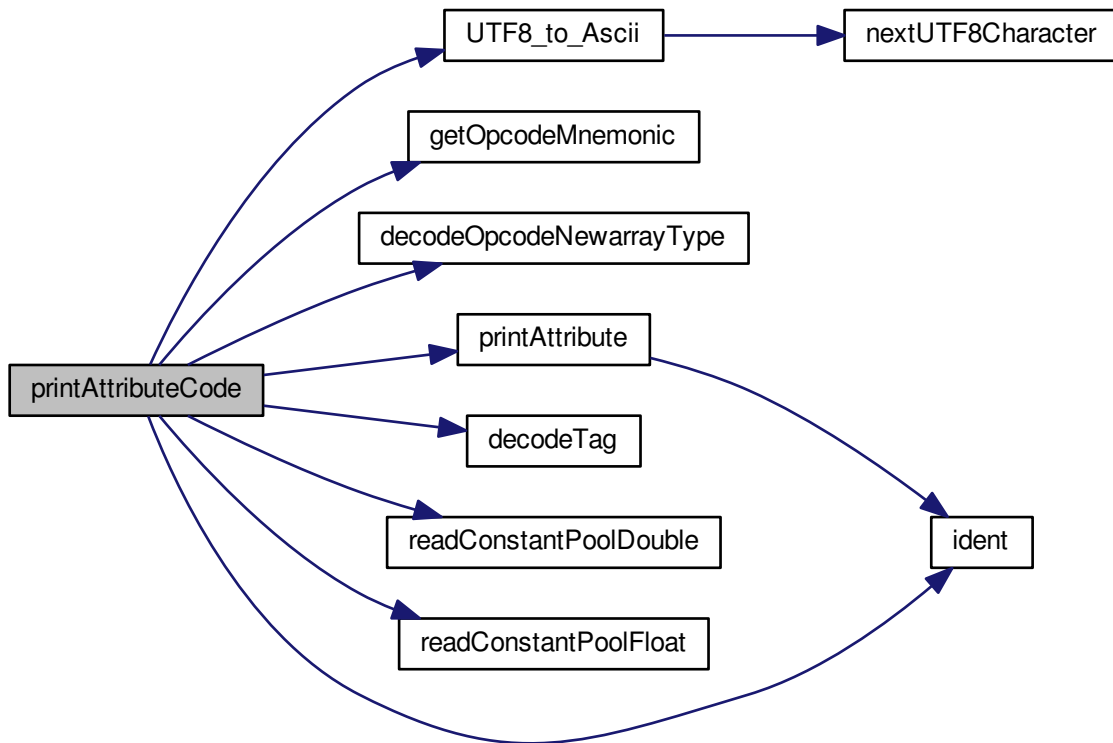 UTF8_to_Ascii
nextUTF8Character
getOpcodeMnemonic
decodeOpcodeNewarrayType
printAttribute
printAttributeCode
decodeTag
readConstantPoolDouble
ident
readConstantPoolFloat